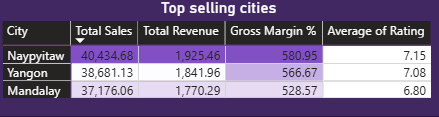 Top selling cities
City Total Sales Total Revenue Gross Margin % Average of Rating
Naypyitaw 40,434.68 1,925.46 580.95 7.15
Yangon 38,681.13 1,841.96 566.67 7.08
Mandalay 37,176.06 1,770.29 528.57 6.80